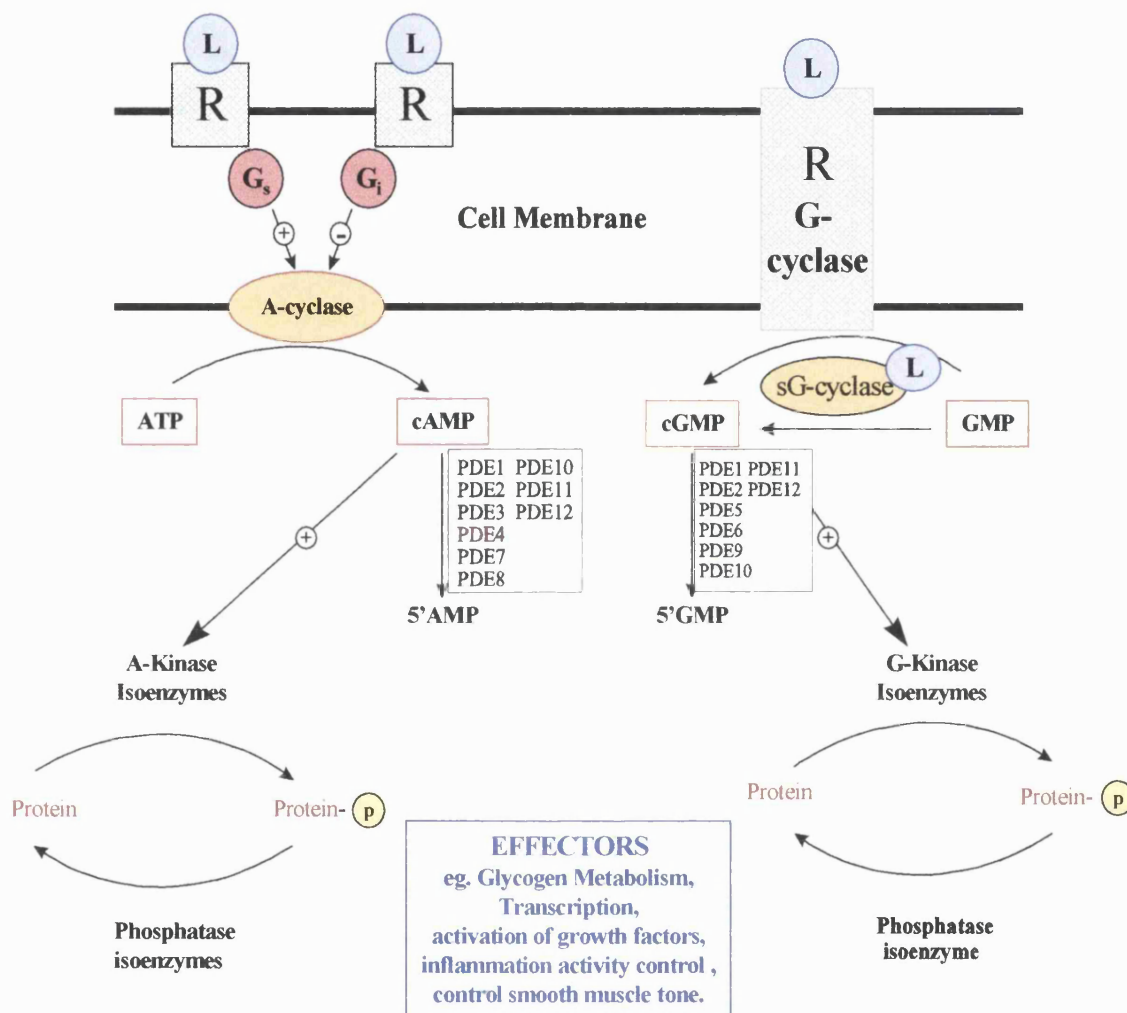 L
L
L
R
R
R
G-
cyclase
Gs
Gi
Cell Membrane
+
-
A-cyclase
sG-cyclase
L
ATP
cAMP
cGMP
GMP
PDE1 PDE10
PDE2 PDE11
PDE3 PDE12
PDE4
PDE7
PDE8
PDE1 PDE11
PDE2 PDE12
PDE5
PDE6
PDE9
PDE10
+
+
5'AMP
5'GMP
A-Kinase
Isoenzymes
G-Kinase
Isoenzymes
Protein
Protein- p
Protein
Protein- p
Phosphatase
isoenzymes
EFFECTORS
eg. Glycogen Metabolism,
Transcription,
activation of growth factors,
inflammation activity control ,
control smooth muscle tone.
Phosphatase
isoenzyme